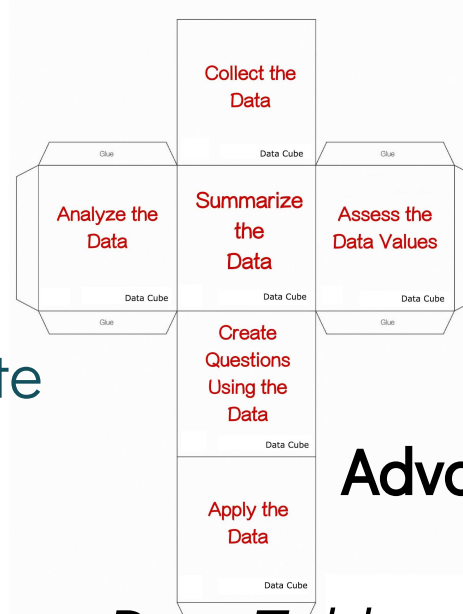 Collect the
Data
Data Cube
Glue
Glue
Analyze the
Data
Data Cube
Summarize
the
Data
Data Cube
Assess the
Data Values
Data Cube
Glue
Glue
Create
Questions
Using the
Data
Data Cube
te
Adva
Apply the
Data
Data Cube